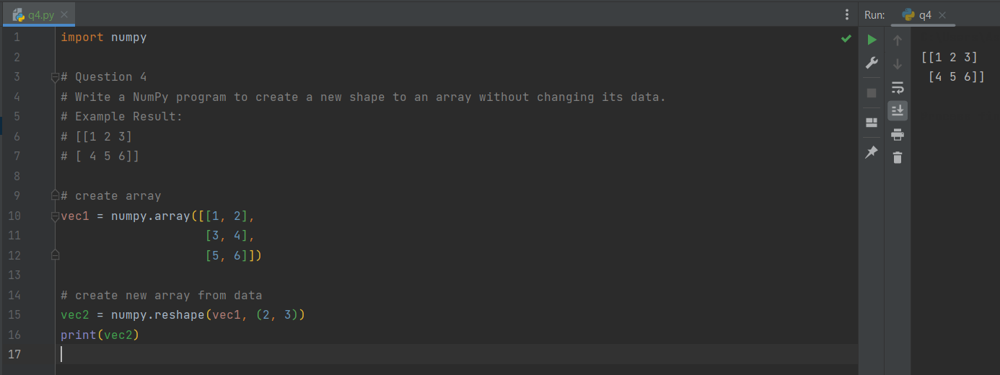 q4.py
Run: q4
1 import numpy
2
3 # Question 4
4 # Write a NumPy program to create a new shape to an array without changing its data.
5 # Example Result:
6 # [[1 2 3]
7 # [ 4 5 6]]
8
9 # create array
10 vec1 = numpy.array([[1, 2],
11                     [3, 4],
12                     [5, 6]])
13
14 # create new array from data
15 vec2 = numpy.reshape(vec1, (2, 3))
16 print(vec2)
17
[[1 2 3]
 [4 5 6]]